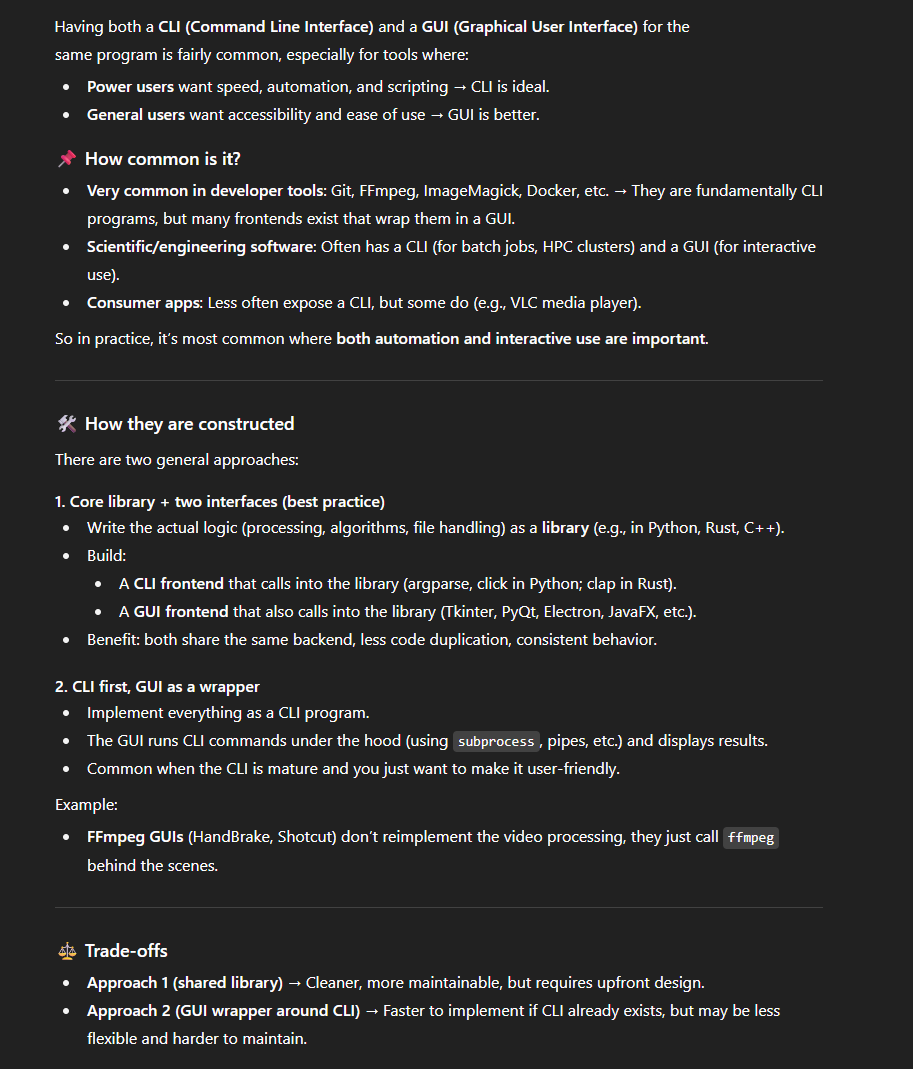 Having both a CLI (Command Line Interface) and a GUI (Graphical User Interface) for the
same program is fairly common, especially for tools where:
• Power users want speed, automation, and scripting → CLI is ideal.
• General users want accessibility and ease of use → GUI is better.
📌 How common is it?
• Very common in developer tools: Git, FFmpeg, ImageMagick, Docker, etc. → They are fundamentally CLI
programs, but many frontends exist that wrap them in a GUI.
• Scientific/engineering software: Often has a CLI (for batch jobs, HPC clusters) and a GUI (for interactive
use).
• Consumer apps: Less often expose a CLI, but some do (e.g., VLC media player).
So in practice, it's most common where both automation and interactive use are important.
🛠 How they are constructed
There are two general approaches:
1. Core library + two interfaces (best practice)
• Write the actual logic (processing, algorithms, file handling) as a library (e.g., in Python, Rust, C++).
• Build:
• A CLI frontend that calls into the library (argparse, click in Python; clap in Rust).
• A GUI frontend that also calls into the library (Tkinter, PyQt, Electron, JavaFX, etc.).
• Benefit: both share the same backend, less code duplication, consistent behavior.
2. CLI first, GUI as a wrapper
• Implement everything as a CLI program.
• The GUI runs CLI commands under the hood (using subprocess, pipes, etc.) and displays results.
• Common when the CLI is mature and you just want to make it user-friendly.
Example:
• FFmpeg GUIs (HandBrake, Shotcut) don't reimplement the video processing, they just call ffmpeg
behind the scenes.
⚖ Trade-offs
• Approach 1 (shared library) → Cleaner, more maintainable, but requires upfront design.
• Approach 2 (GUI wrapper around CLI) → Faster to implement if CLI already exists, but may be less
flexible and harder to maintain.